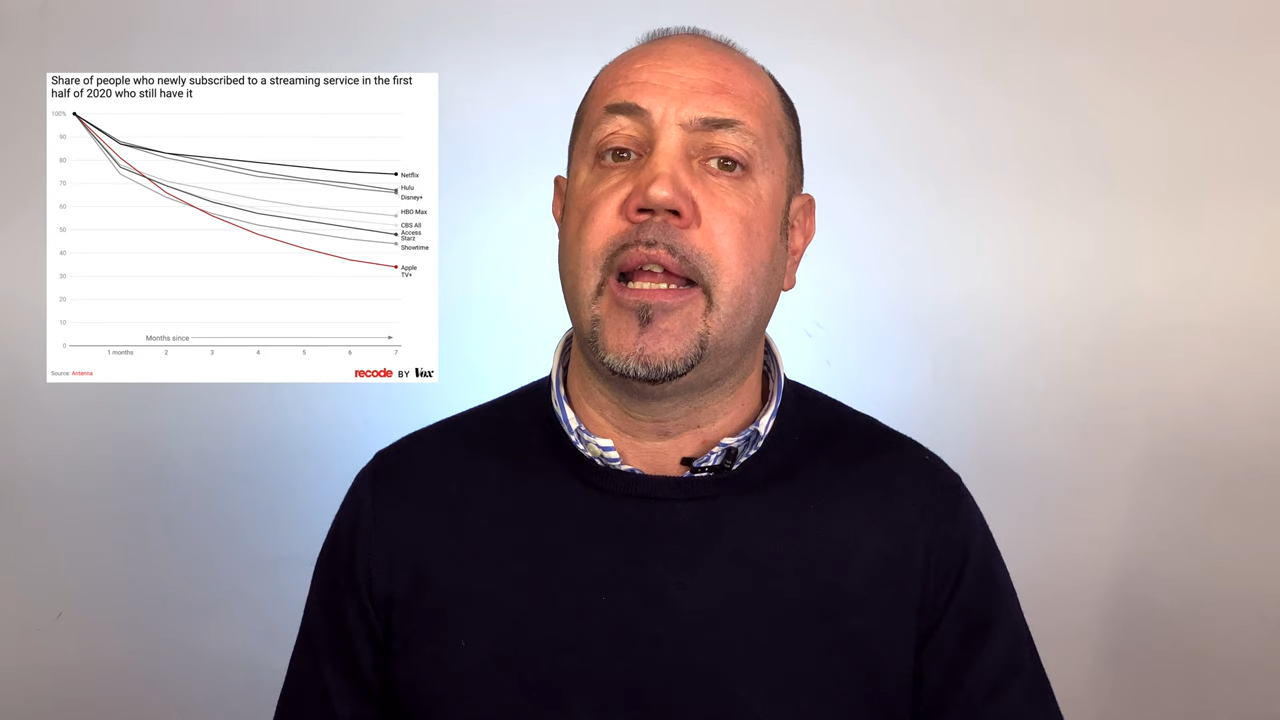 Share of people who newly subscribed to a streaming service in the first
half of 2020 who still have it
100%
90
80
70
60
50
40
30
20
10
0
Netflix
Hulu
Disney+
HBO Max
CBS All
Access
Starz
Showtime
Apple
TV+
Months since
1 months
2
3
4
5
6
7
Source: Antenna
recode BY Vox